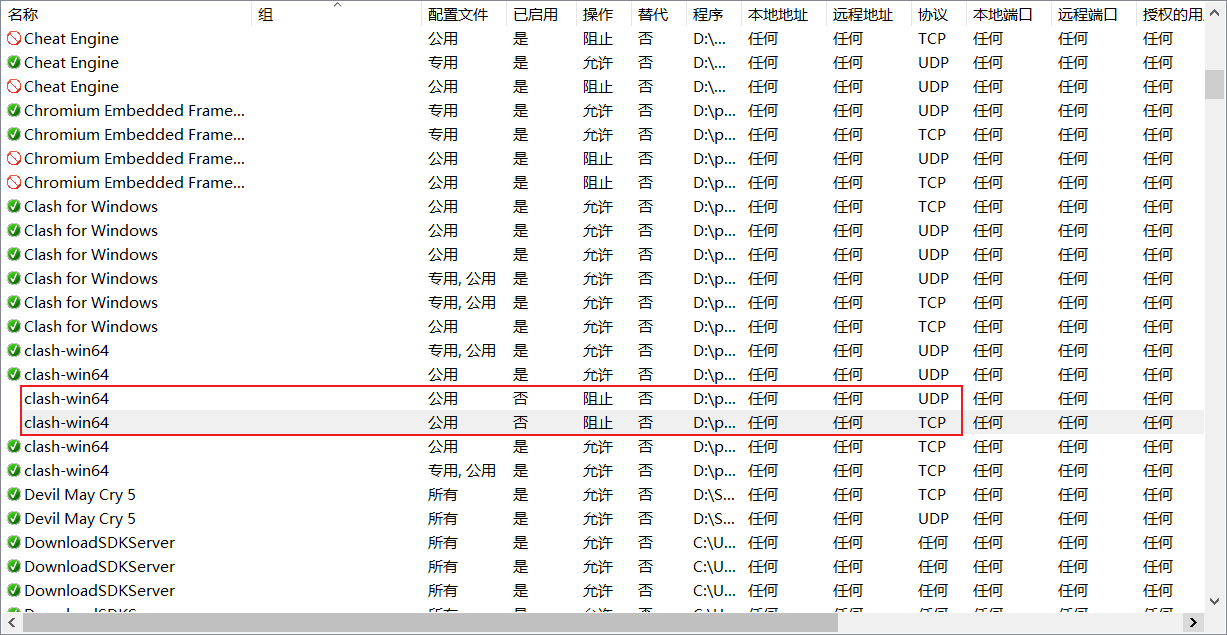 名称 组 配置文件 已启用 操作 替代 程序 本地地址 远程地址 协议 本地端口 远程端口 授权的用
Cheat Engine 公用 是 阻止 否 D:\... 任何 任何 TCP 任何 任何 任何
Cheat Engine 专用 是 允许 否 D:\... 任何 任何 UDP 任何 任何 任何
Cheat Engine 公用 是 阻止 否 D:\... 任何 任何 UDP 任何 任何 任何
Chromium Embedded Frame... 专用 是 允许 否 D:\p... 任何 任何 UDP 任何 任何 任何
Chromium Embedded Frame... 专用 是 允许 否 D:\p... 任何 任何 TCP 任何 任何 任何
Chromium Embedded Frame... 公用 是 阻止 否 D:\p... 任何 任何 UDP 任何 任何 任何
Chromium Embedded Frame... 公用 是 阻止 否 D:\p... 任何 任何 TCP 任何 任何 任何
Clash for Windows 公用 是 允许 否 D:\p... 任何 任何 TCP 任何 任何 任何
Clash for Windows 公用 是 允许 否 D:\p... 任何 任何 UDP 任何 任何 任何
Clash for Windows 公用 是 允许 否 D:\p... 任何 任何 UDP 任何 任何 任何
Clash for Windows 专用, 公用 是 允许 否 D:\p... 任何 任何 UDP 任何 任何 任何
Clash for Windows 专用, 公用 是 允许 否 D:\p... 任何 任何 TCP 任何 任何 任何
Clash for Windows 公用 是 允许 否 D:\p... 任何 任何 TCP 任何 任何 任何
clash-win64 专用, 公用 是 允许 否 D:\p... 任何 任何 UDP 任何 任何 任何
clash-win64 公用 是 允许 否 D:\p... 任何 任何 UDP 任何 任何 任何
clash-win64 公用 否 阻止 否 D:\p... 任何 任何 UDP 任何 任何 任何
clash-win64 公用 否 阻止 否 D:\p... 任何 任何 TCP 任何 任何 任何
clash-win64 公用 是 允许 否 D:\p... 任何 任何 TCP 任何 任何 任何
clash-win64 专用, 公用 是 允许 否 D:\p... 任何 任何 TCP 任何 任何 任何
Devil May Cry 5 所有 是 允许 否 D:\S... 任何 任何 TCP 任何 任何 任何
Devil May Cry 5 所有 是 允许 否 D:\S... 任何 任何 UDP 任何 任何 任何
DownloadSDKServer 所有 是 允许 否 C:\U... 任何 任何 任何 任何 任何 任何
DownloadSDKServer 所有 是 允许 否 C:\U... 任何 任何 任何 任何 任何 任何
DownloadSDKServer 所有 是 允许 否 C:\U... 任何 任何 任何 任何 任何 任何